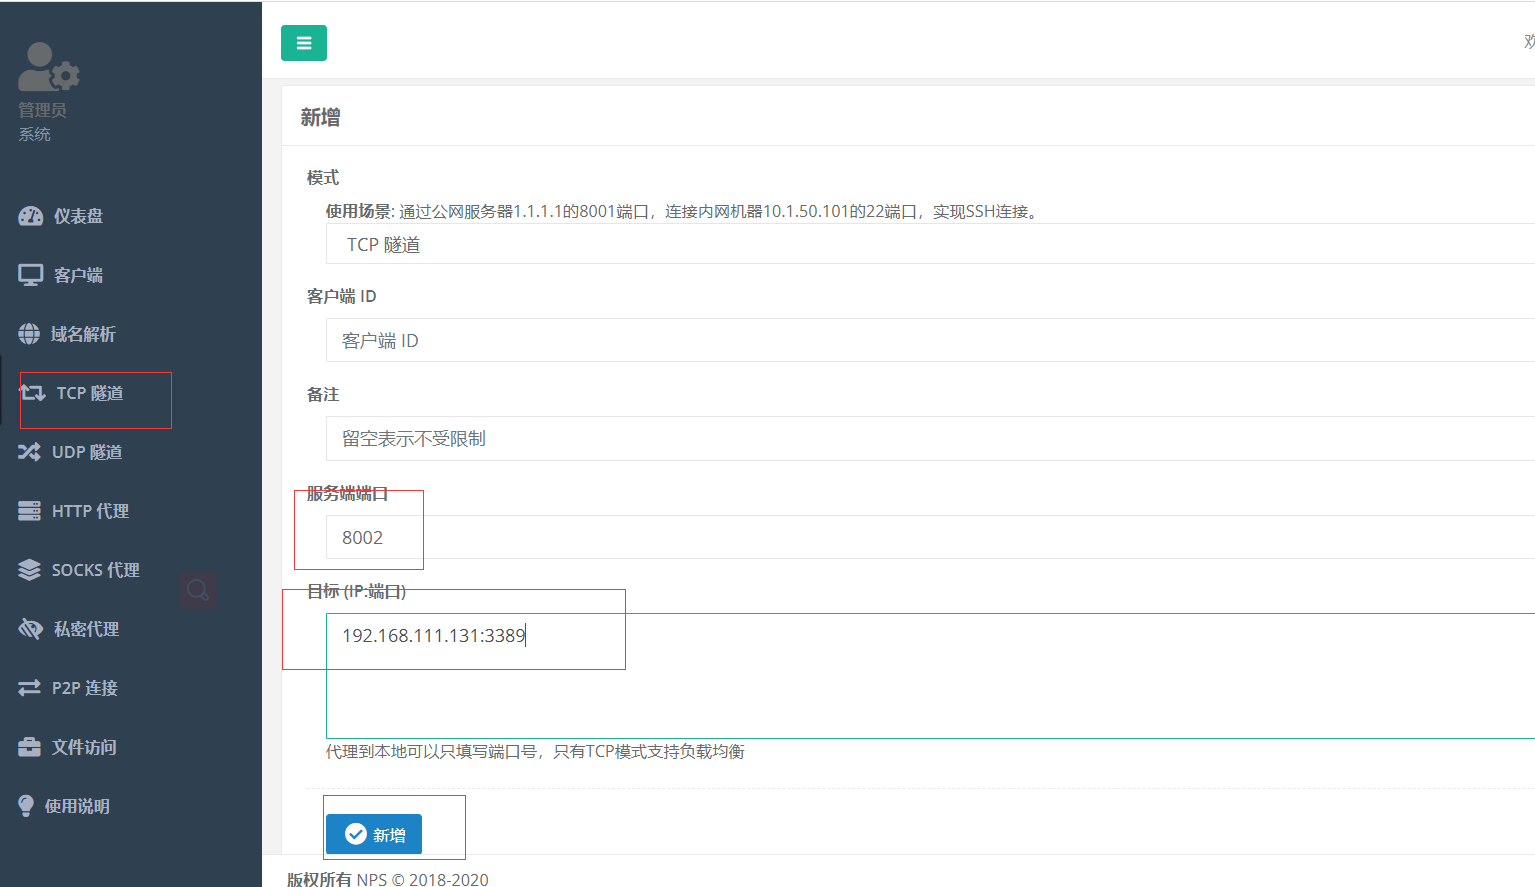 管理员
系统
仪表盘
客户端
域名解析
TCP 隧道
UDP 隧道
HTTP 代理
SOCKS 代理
私密代理
P2P 连接
文件访问
使用说明
欢
新增
模式
使用场景: 通过公网服务器1.1.1.1的8001端口，连接内网机器10.1.50.101的22端口，实现SSH连接。
TCP 隧道
客户端 ID
客户端 ID
备注
留空表示不受限制
服务端端口
8002
目标 (IP:端口)
192.168.111.131:3389
代理到本地可以只填写端口号，只有TCP模式支持负载均衡
新增
版权所有 NPS © 2018-2020